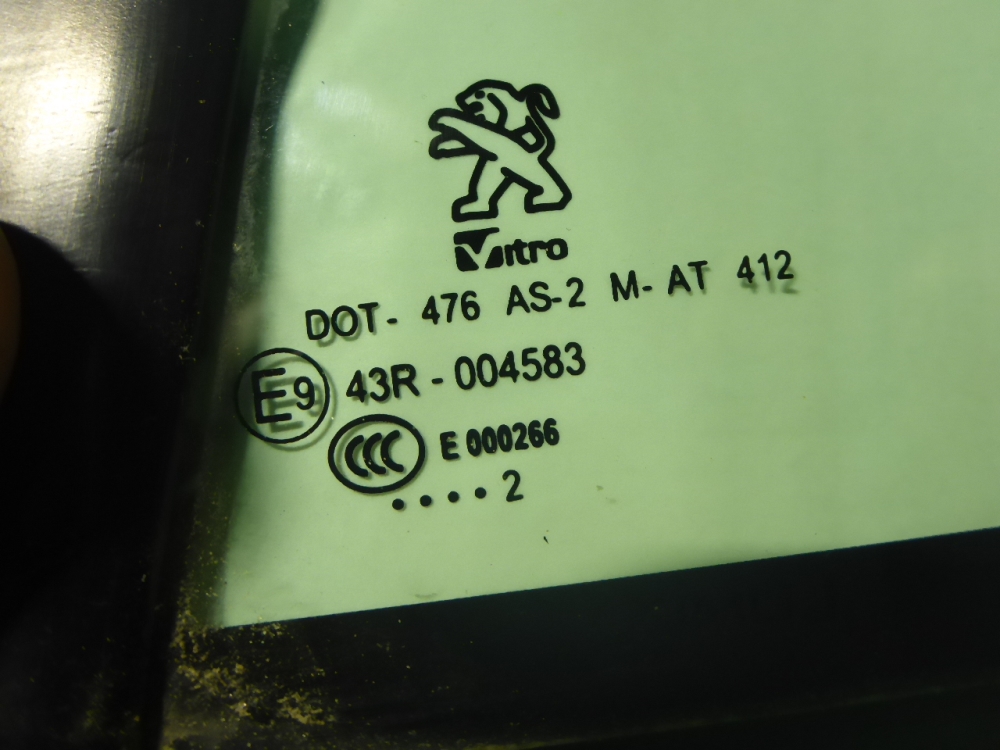 Vitro
DOT- 476 AS-2 M- AT 412
E9 43R - 004583
CCC E 000266
•••• 2